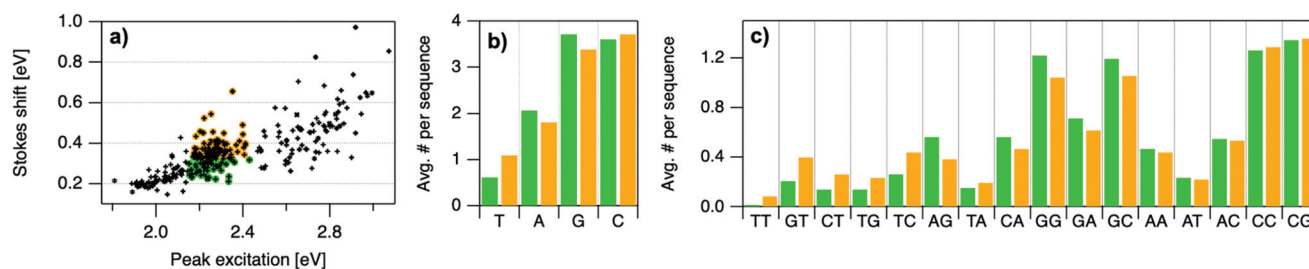 a)
Stokes shift [eV]
1.0
0.8
0.6
0.4
0.2
2.0 2.4 2.8
Peak excitation [eV]
b)
Avg. # per sequence
4
3
2
1
0
T A G C
c)
Avg. # per sequence
1.2
0.8
0.4
0.0
TT GT CT TG TC AG TA CA GG GA GC AA AT AC CC CG